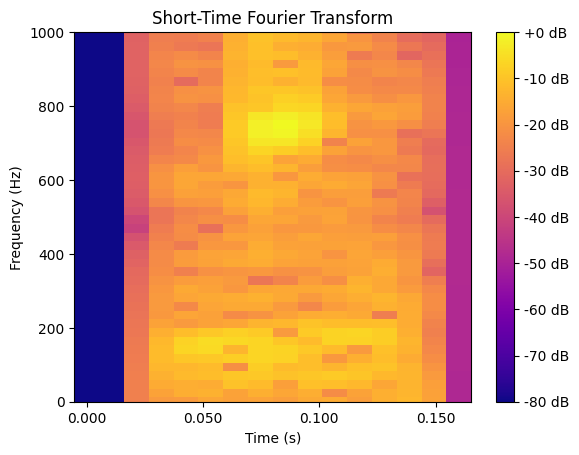 Short-Time Fourier Transform
1000
800
600
400
200
0
Frequency (Hz)
0.000
0.050
0.100
0.150
Time (s)
+0 dB
-10 dB
-20 dB
-30 dB
-40 dB
-50 dB
-60 dB
-70 dB
-80 dB